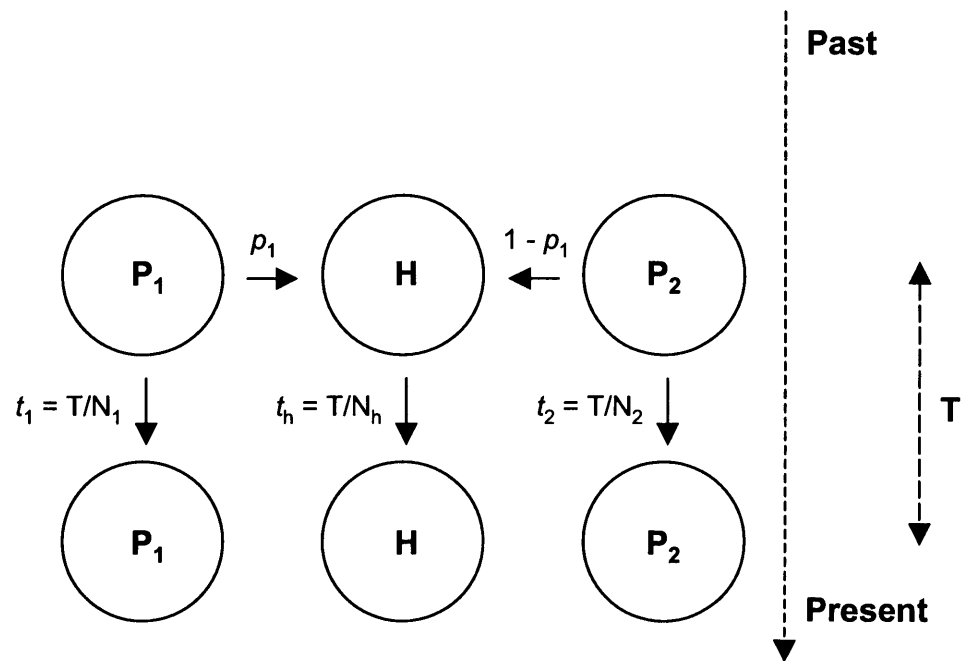 Past
p₁
1 - p₁
P₁
H
P₂
t₁ = T/N₁
tₕ = T/Nₕ
t₂ = T/N₂
T
P₁
H
P₂
Present